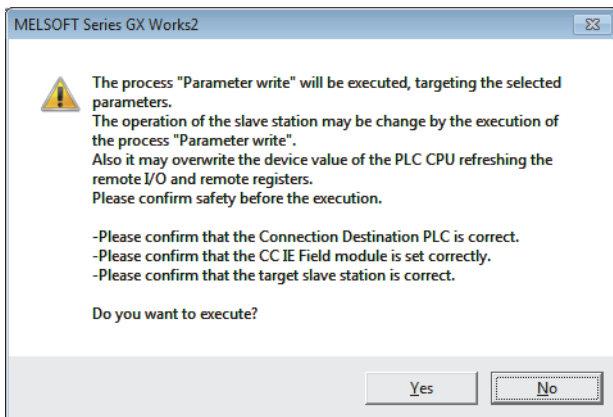 MELSOFT Series GX Works2
The process "Parameter write" will be executed, targeting the selected
parameters.
The operation of the slave station may be change by the execution of
the process "Parameter write".
Also it may overwrite the device value of the PLC CPU refreshing the
remote I/O and remote registers.
Please confirm safety before the execution.
-Please confirm that the Connection Destination PLC is correct.
-Please confirm that the CC IE Field module is set correctly.
-Please confirm that the target slave station is correct.
Do you want to execute?
Yes
No